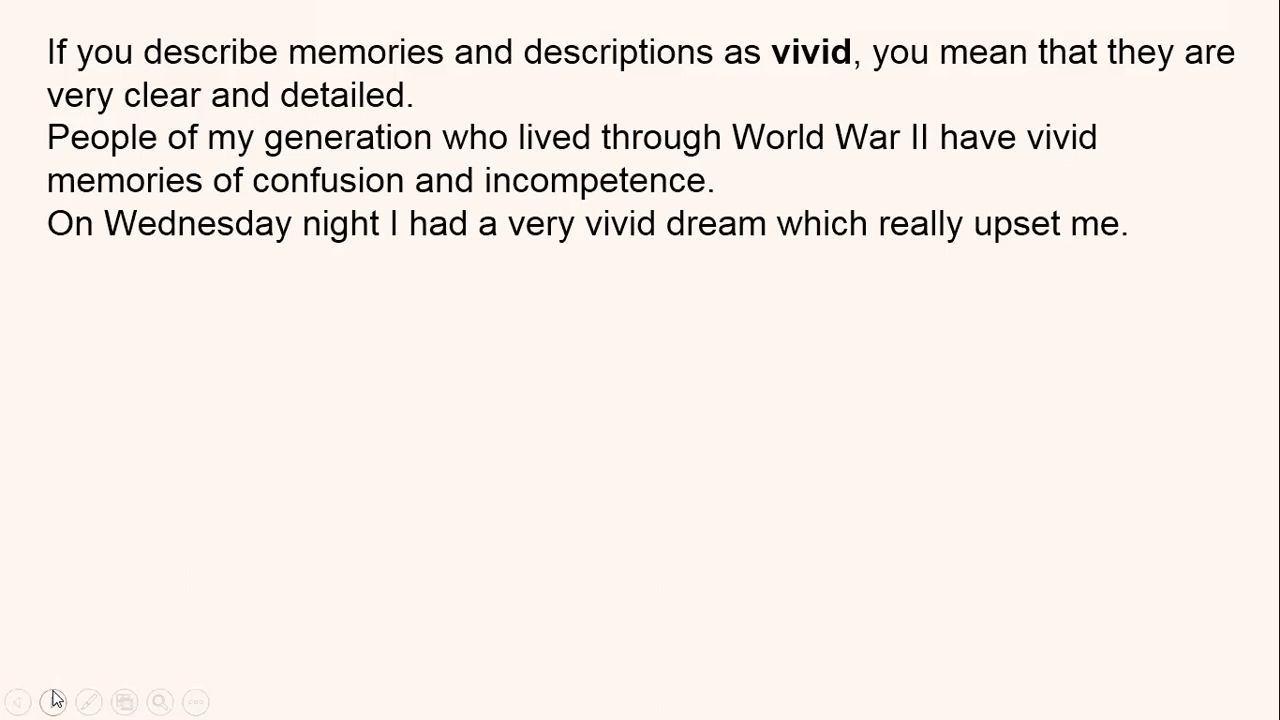 If you describe memories and descriptions as vivid, you mean that they are
very clear and detailed.
People of my generation who lived through World War II have vivid
memories of confusion and incompetence.
On Wednesday night I had a very vivid dream which really upset me.